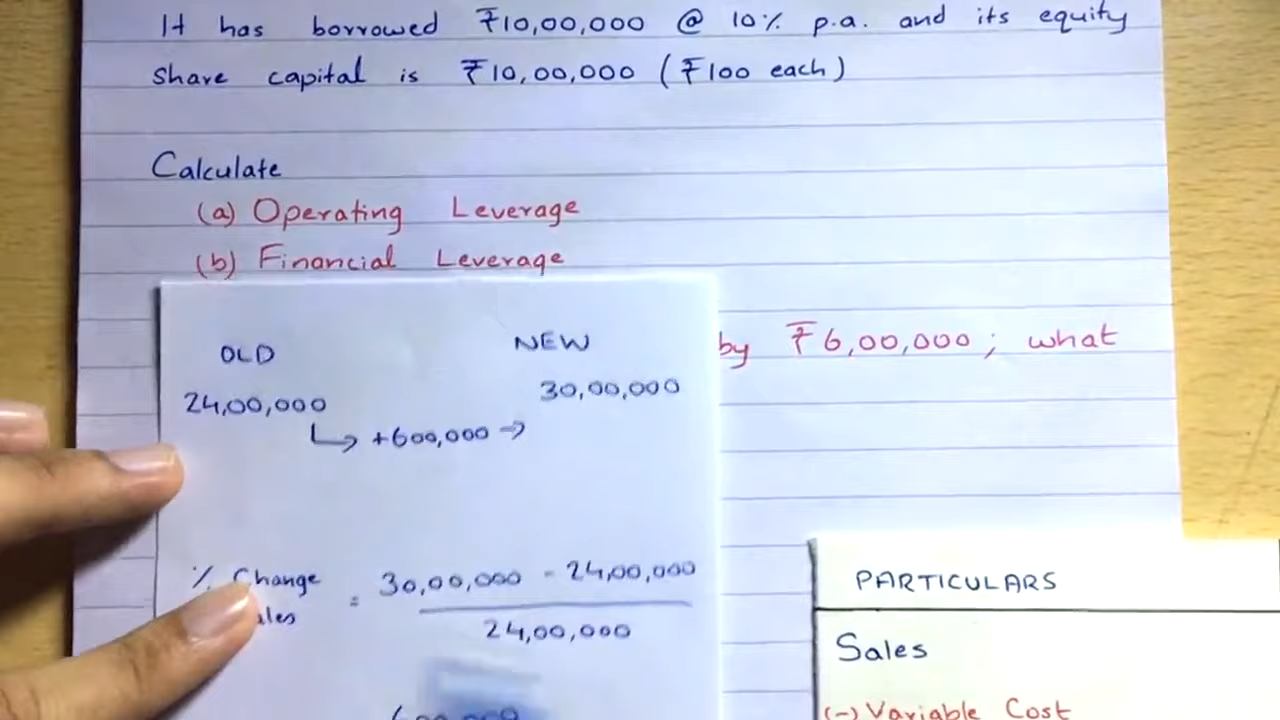 It has borrowed ₹10,00,000 @ 10% p.a. and its equity
share capital is ₹10,00,000 (₹100 each)
Calculate
(a) Operating Leverage
(b) Financial Leverage
by ₹6,00,000; what
OLD
NEW
24,00,000
30,00,000
↳ +600,000 →
% Change
= 30,00,000 - 24,00,000
24,00,000
PARTICULARS
Sales
(-) Variable Cost